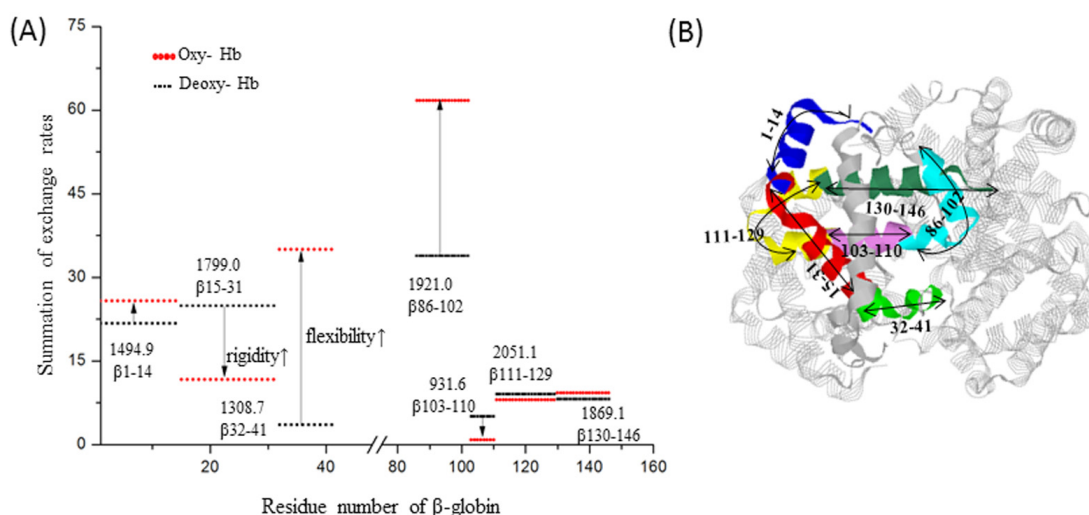 (A)
Summation of exchange rates
75
60
45
30
15
0
Oxy- Hb
Deoxy- Hb
1799.0
β15-31
1494.9
β1-14
rigidity↑
flexibility↑
1308.7
β32-41
1921.0
β86-102
931.6
β103-110
2051.1
β111-129
1869.1
β130-146
20
40
80
100
120
140
160
Residue number of β-globin
(B)
1-14
130-146
86-102
111-129
103-110
15-31
32-41